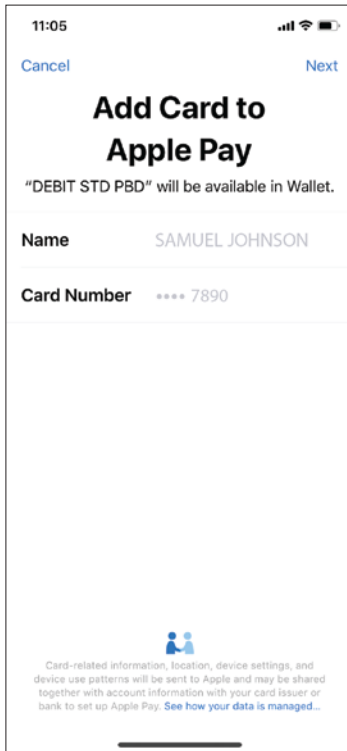 11:05
Cancel Next
Add Card to
Apple Pay
“DEBIT STD PBD” will be available in Wallet.
Name SAMUEL JOHNSON
Card Number •••• 7890
Card-related information, location, device settings, and
device use patterns will be sent to Apple and may be shared
together with account information with your card issuer or
bank to set up Apple Pay. See how your data is managed...